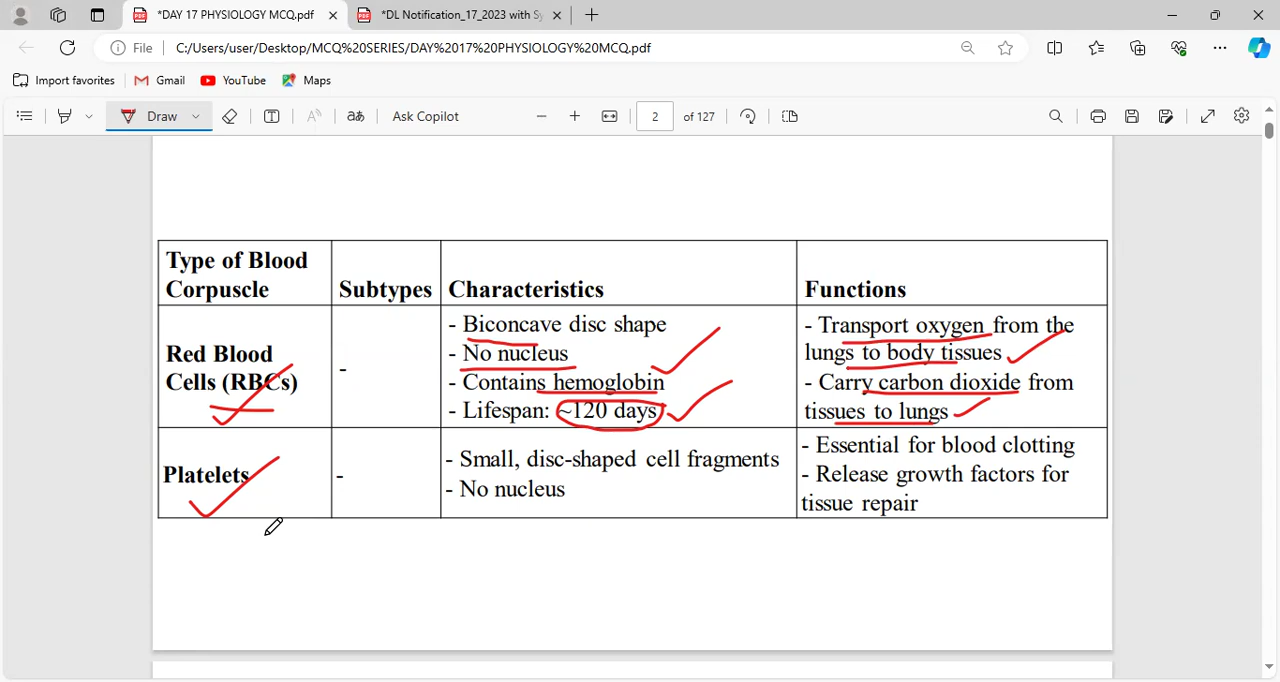 *DAY 17 PHYSIOLOGY MCQ.pdf
*DL Notification_17_2023 with Sy
File
C:/Users/user/Desktop/MCQ%20SERIES/DAY%2017%20PHYSIOLOGY%20MCQ.pdf
Import favorites
Gmail
YouTube
Maps
Draw
aあ
Ask Copilot
2
of 127
Type of Blood
Corpuscle
Subtypes
Characteristics
Functions
Red Blood
Cells (RBCs)
-
- Biconcave disc shape
- No nucleus
- Contains hemoglobin
- Lifespan: ~120 days
- Transport oxygen from the
lungs to body tissues
- Carry carbon dioxide from
tissues to lungs
Platelets
-
- Small, disc-shaped cell fragments
- No nucleus
- Essential for blood clotting
- Release growth factors for
tissue repair